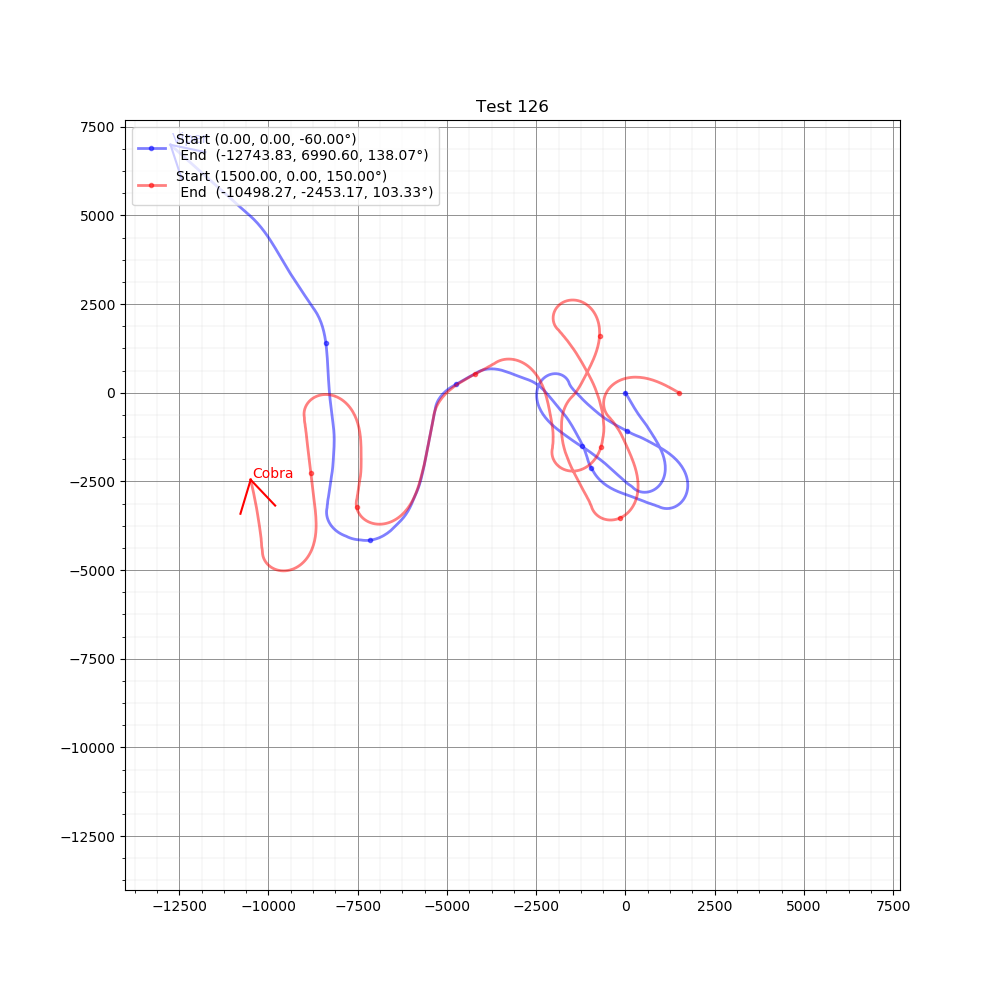 Test 126
Start (0.00, 0.00, -60.00°)
End (-12743.83, 6990.60, 138.07°)
Start (1500.00, 0.00, 150.00°)
End (-10498.27, -2453.17, 103.33°)
7500
5000
2500
0
−2500
−5000
−7500
−10000
−12500
Cobra
−12500 −10000 −7500 −5000 −2500 0 2500 5000 7500